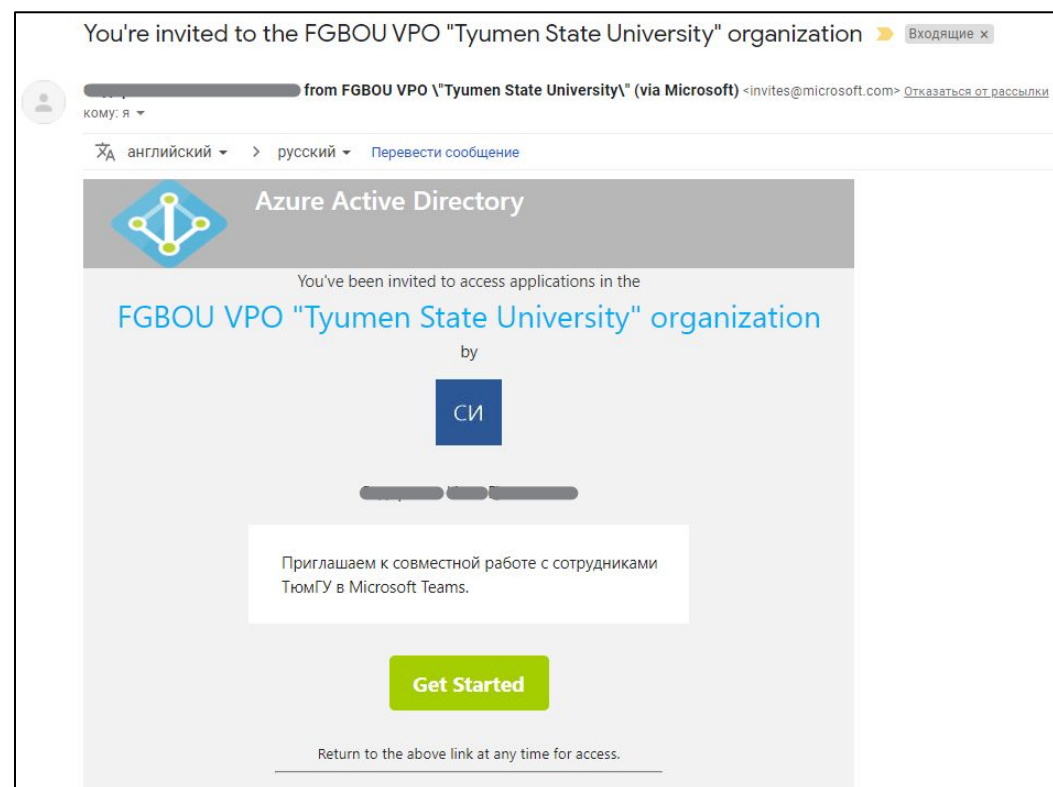 You're invited to the FGBOU VPO "Tyumen State University" organization Входящие x
from FGBOU VPO \"Tyumen State University\" (via Microsoft) <invites@microsoft.com> Отказаться от рассылки
кому: я
английский > русский Перевести сообщение
Azure Active Directory
You've been invited to access applications in the
FGBOU VPO "Tyumen State University" organization
by
СИ
Приглашаем к совместной работе с сотрудниками
ТюмГУ в Microsoft Teams.
Get Started
Return to the above link at any time for access.